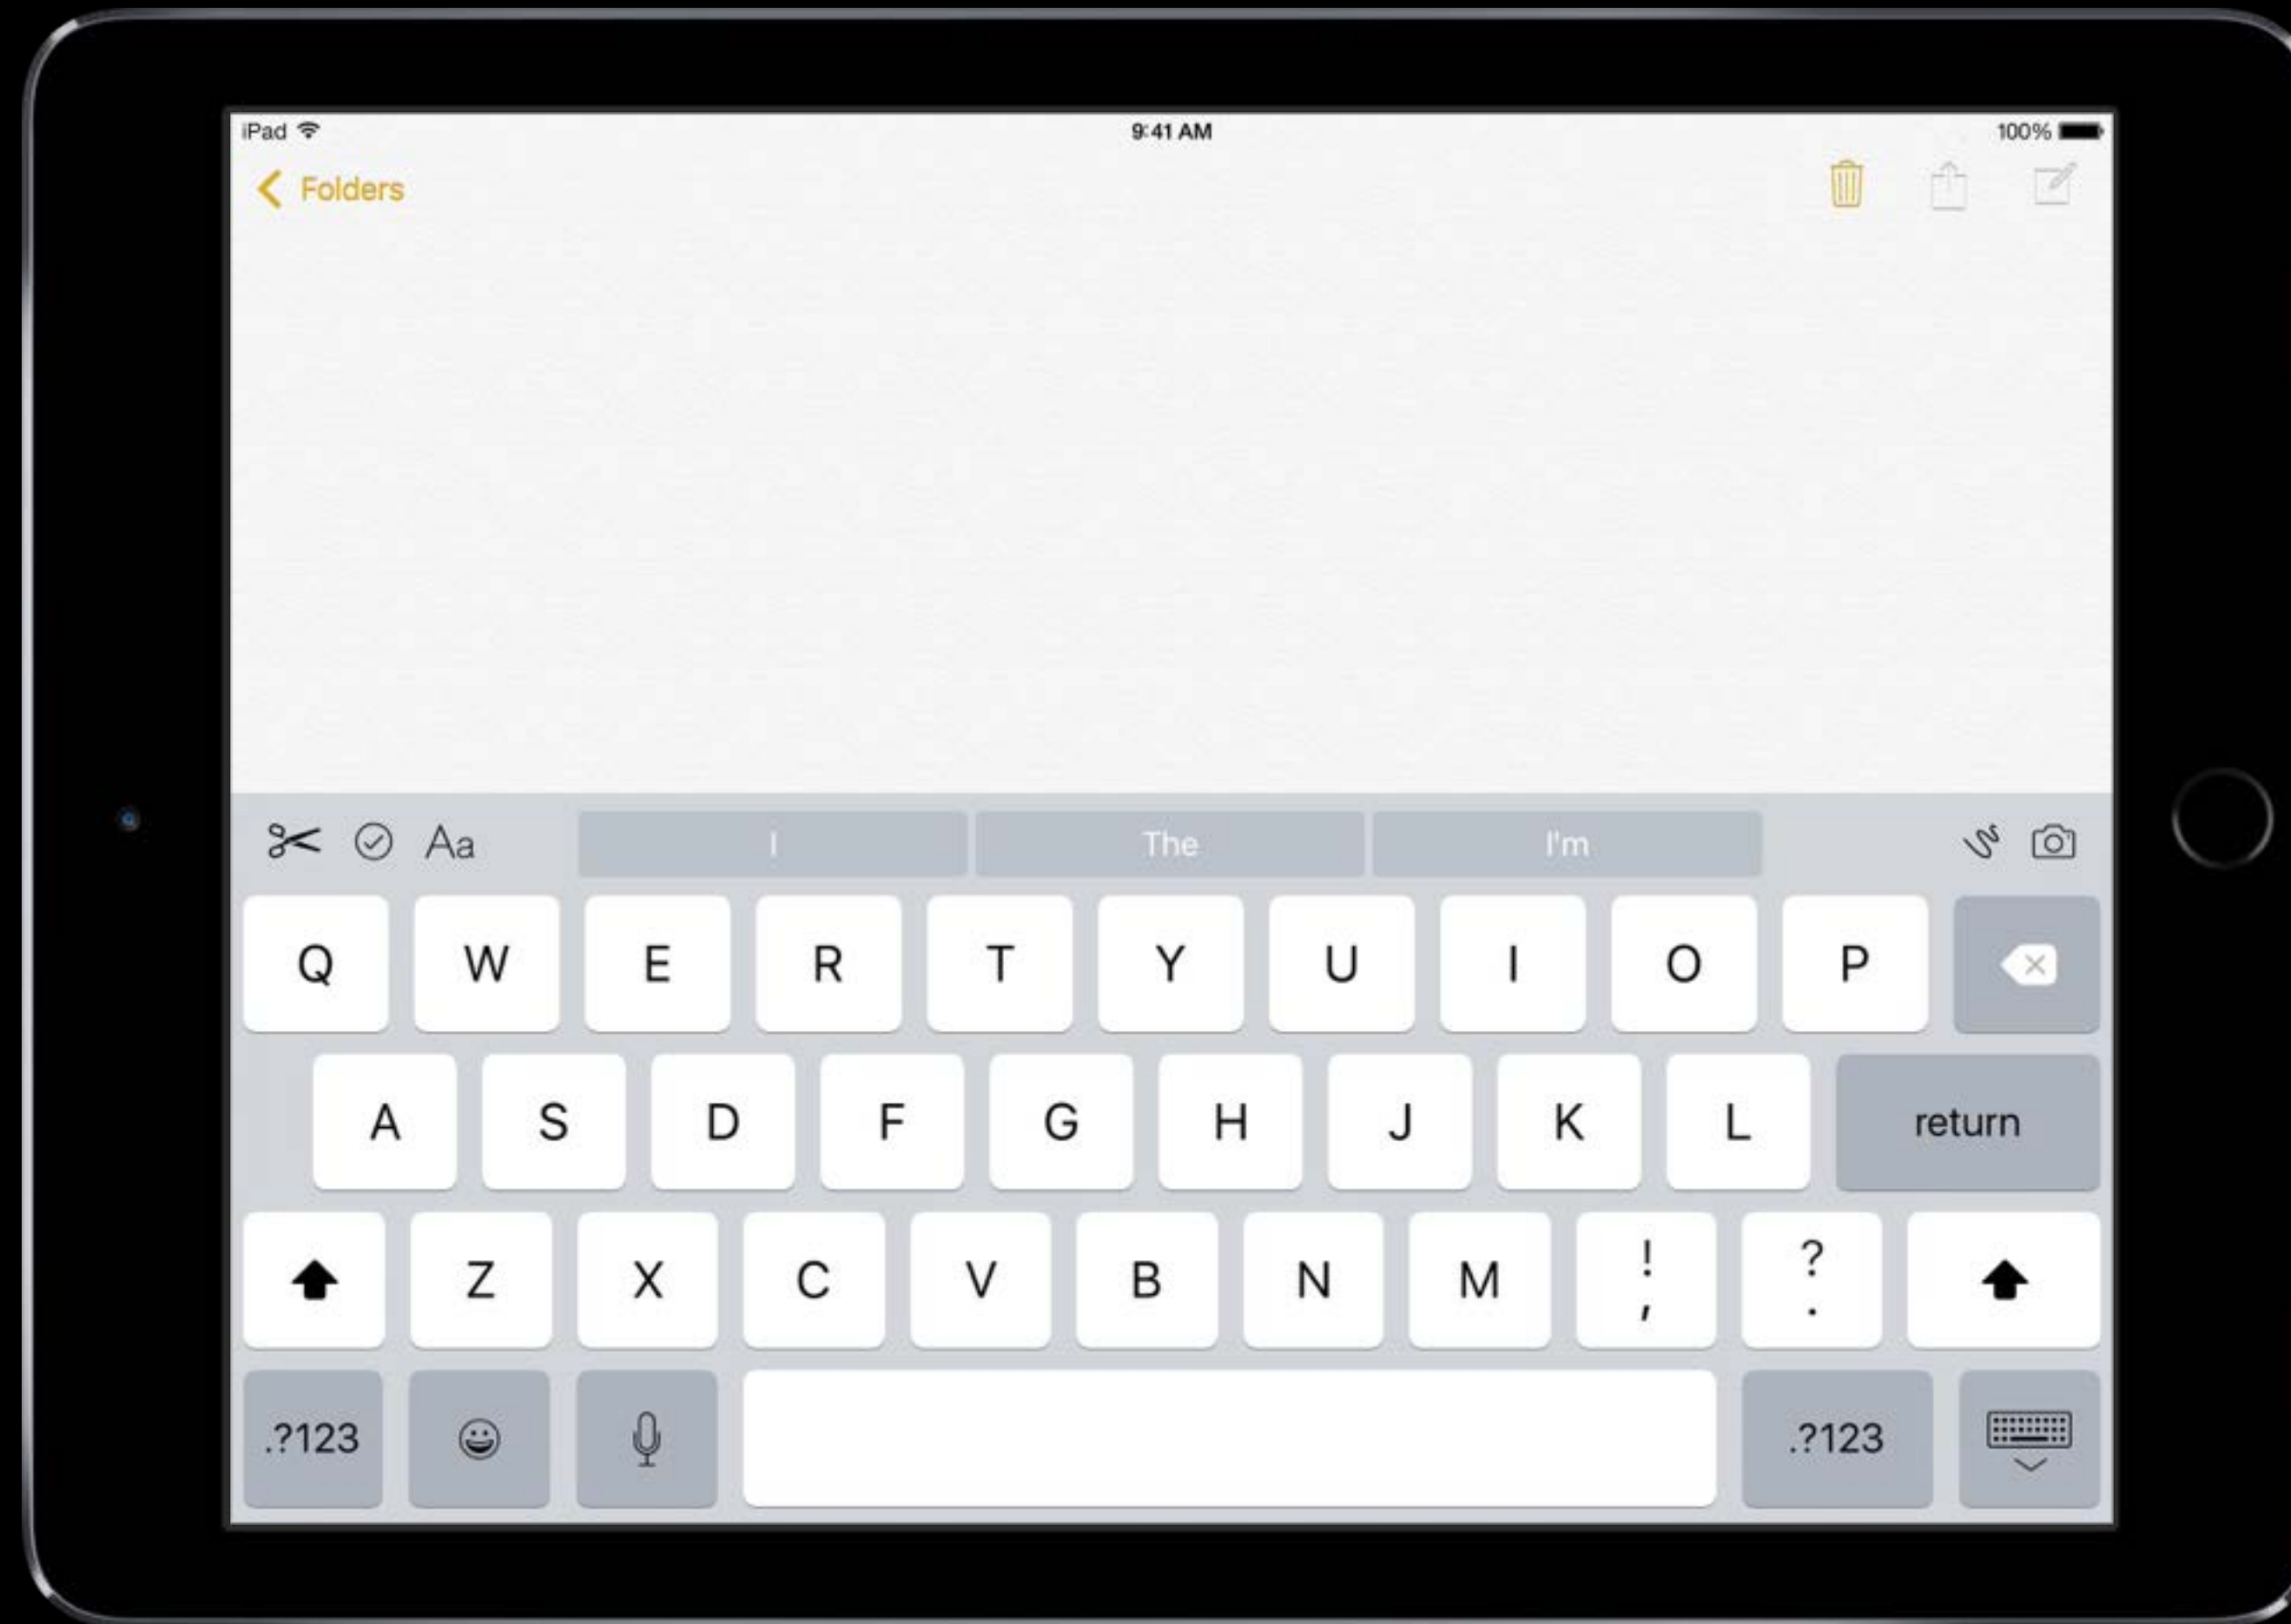 iPad 9:41 AM 100%
Folders
Aa I The I'm
Q W E R T Y U I O P
A S D F G H J K L return
Z X C V B N M ! , ? .
.?123 .?123